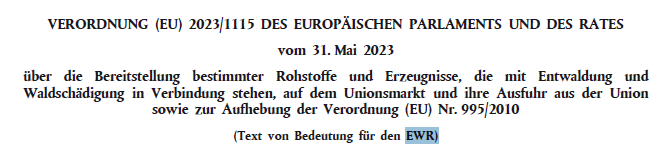 VERORDNUNG (EU) 2023/1115 DES EUROPÄISCHEN PARLAMENTS UND DES RATES
vom 31. Mai 2023
über die Bereitstellung bestimmter Rohstoffe und Erzeugnisse, die mit Entwaldung und
Waldschädigung in Verbindung stehen, auf dem Unionsmarkt und ihre Ausfuhr aus der Union
sowie zur Aufhebung der Verordnung (EU) Nr. 995/2010
(Text von Bedeutung für den EWR)